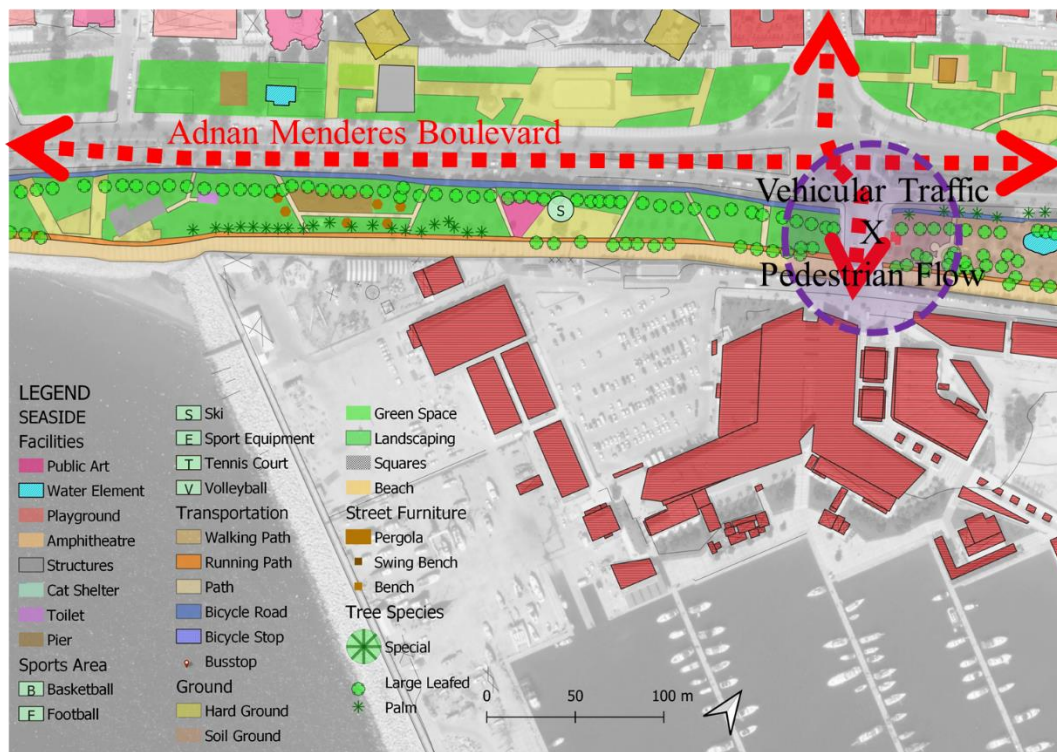 Adnan Menderes Boulevard
Vehicular Traffic
X
Pedestrian Flow
S
LEGEND
SEASIDE
Facilities
Public Art
Water Element
Playground
Amphitheatre
Structures
Cat Shelter
Toilet
Pier
Sports Area
B Basketball
F Football
S Ski
E Sport Equipment
T Tennis Court
V Volleyball
Transportation
Walking Path
Running Path
Path
Bicycle Road
Bicycle Stop
Busstop
Ground
Hard Ground
Soil Ground
Green Space
Landscaping
Squares
Beach
Street Furniture
Pergola
Swing Bench
Bench
Tree Species
Special
Large Leafed
Palm
0 50 100 m